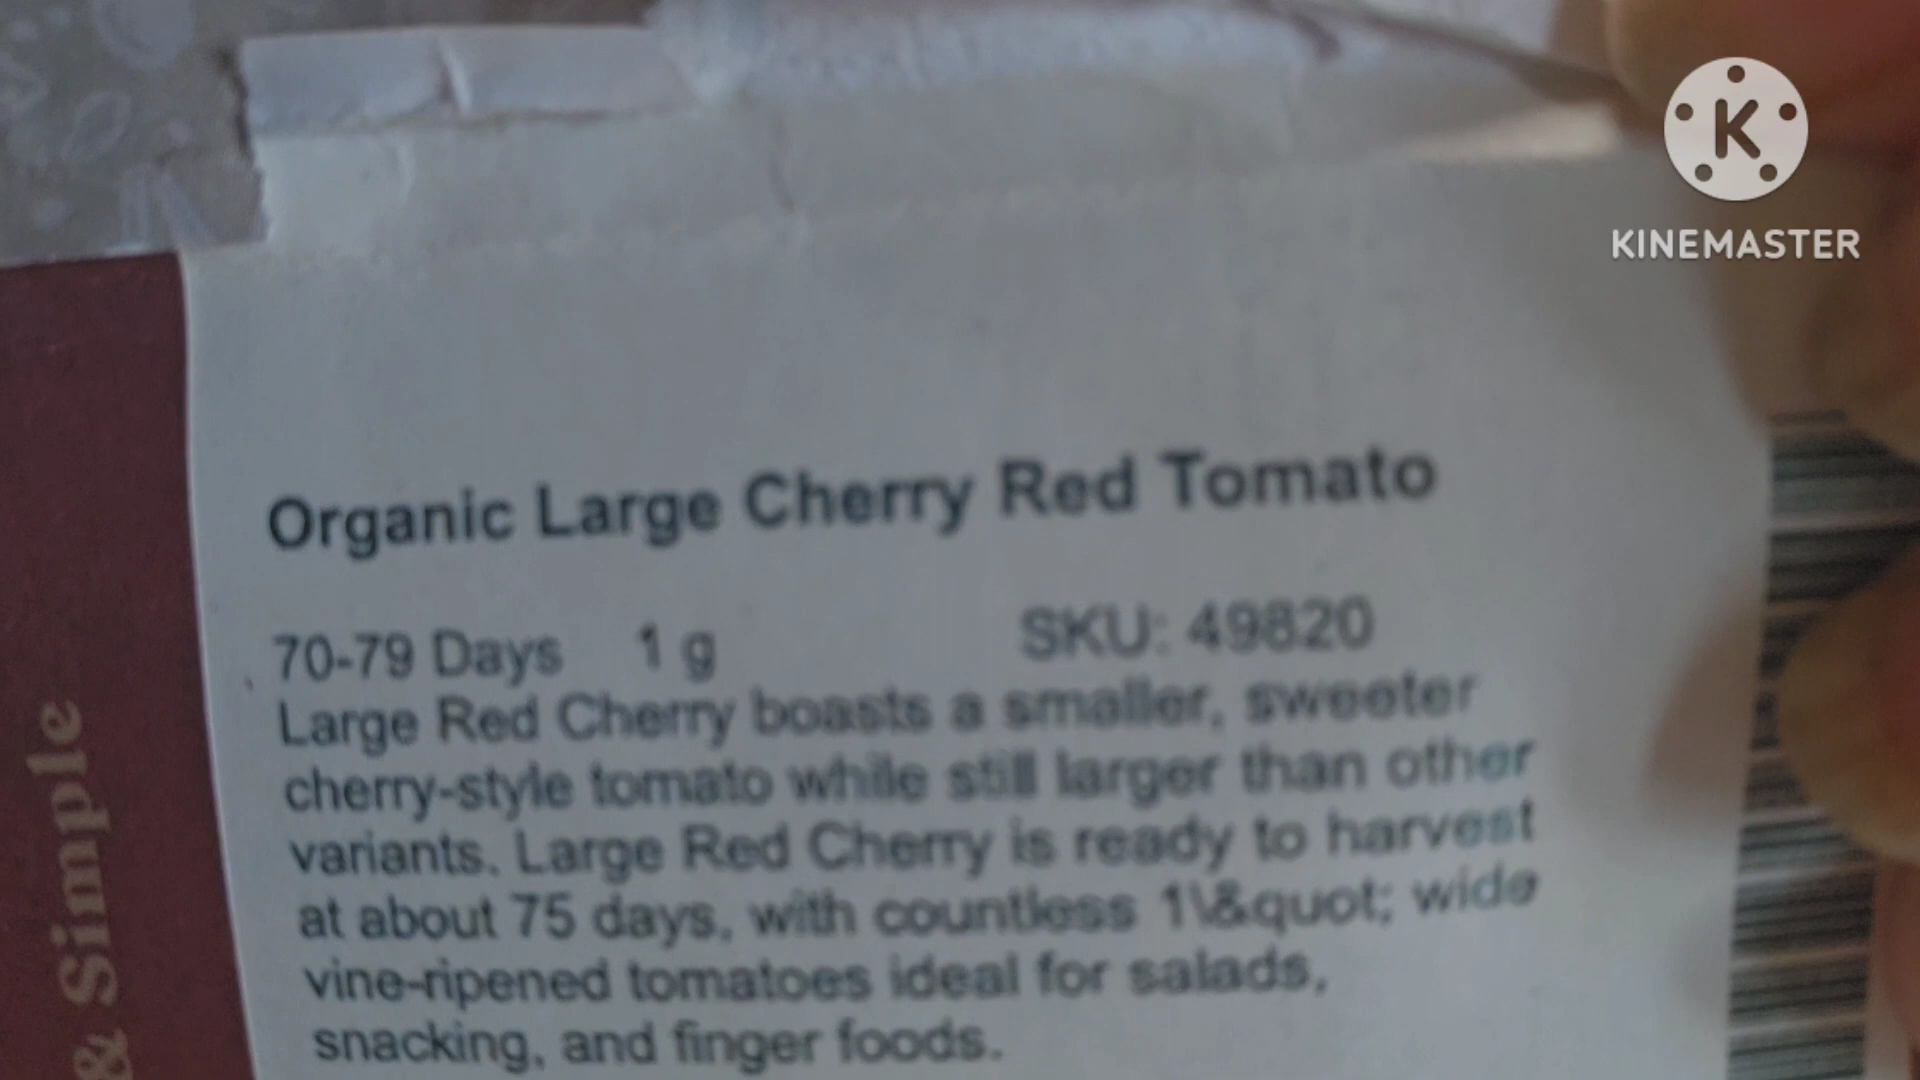 K
KINEMASTER
Organic Large Cherry Red Tomato
70-79 Days 1 g SKU: 49820
Large Red Cherry boasts a smaller, sweeter
cherry-style tomato while still larger than other
variants. Large Red Cherry is ready to harvest
at about 75 days, with countless 1\&quot; wide
vine-ripened tomatoes ideal for salads,
snacking, and finger foods.
& Simple